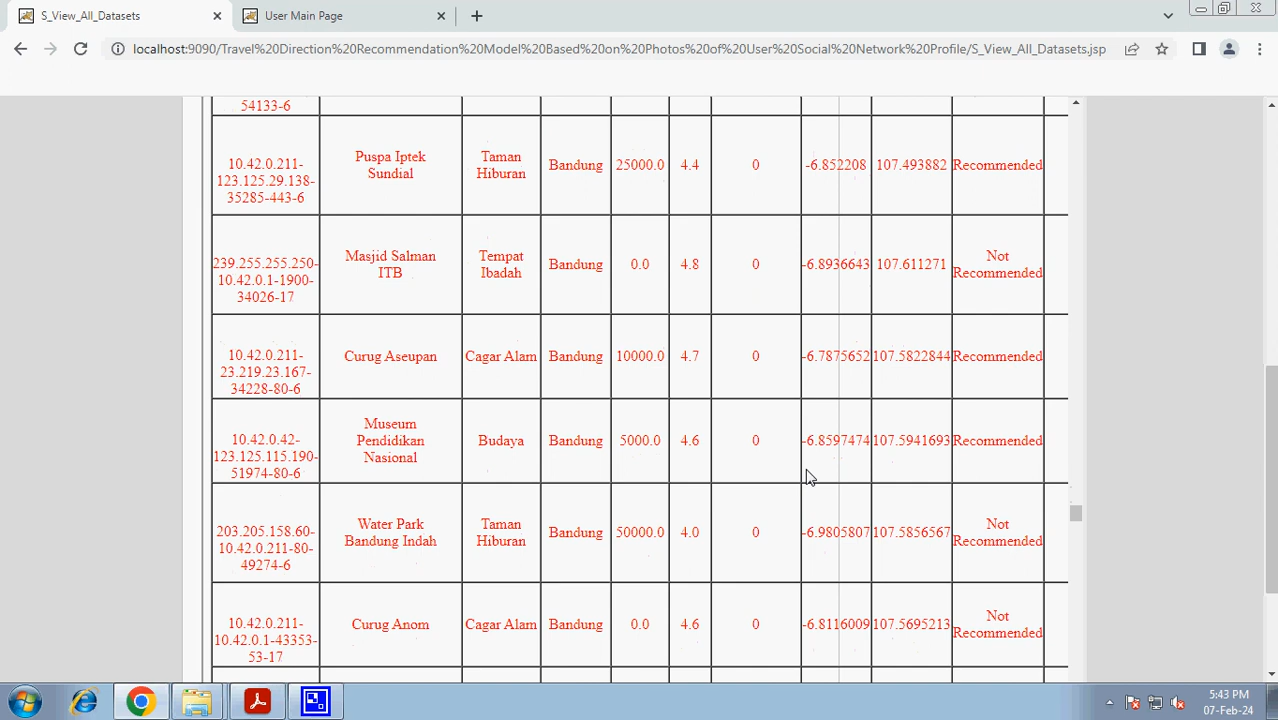 S_View_All_Datasets
User Main Page
localhost:9090/Travel%20Direction%20Recommendation%20Model%20Based%20on%20Photos%20of%20User%20Social%20Network%20Profile/S_View_All_Datasets.jsp
54133-6
10.42.0.211-
123.125.29.138-
35285-443-6
Puspa Iptek
Sundial
Taman
Hiburan
Bandung
25000.0
4.4
0
-6.852208
107.493882
Recommended
239.255.255.250-
10.42.0.1-1900-
34026-17
Masjid Salman
ITB
Tempat
Ibadah
Bandung
0.0
4.8
0
-6.8936643
107.611271
Not
Recommended
10.42.0.211-
23.219.23.167-
34228-80-6
Curug Aseupan
Cagar Alam
Bandung
10000.0
4.7
0
-6.7875652
107.5822844
Recommended
10.42.0.42-
123.125.115.190-
51974-80-6
Museum
Pendidikan
Nasional
Budaya
Bandung
5000.0
4.6
0
-6.8597474
107.5941693
Recommended
203.205.158.60-
10.42.0.211-80-
49274-6
Water Park
Bandung Indah
Taman
Hiburan
Bandung
50000.0
4.0
0
-6.9805807
107.5856567
Not
Recommended
10.42.0.211-
10.42.0.1-43353-
53-17
Curug Anom
Cagar Alam
Bandung
0.0
4.6
0
-6.8116009
107.5695213
Not
Recommended
5:43 PM
07-Feb-24